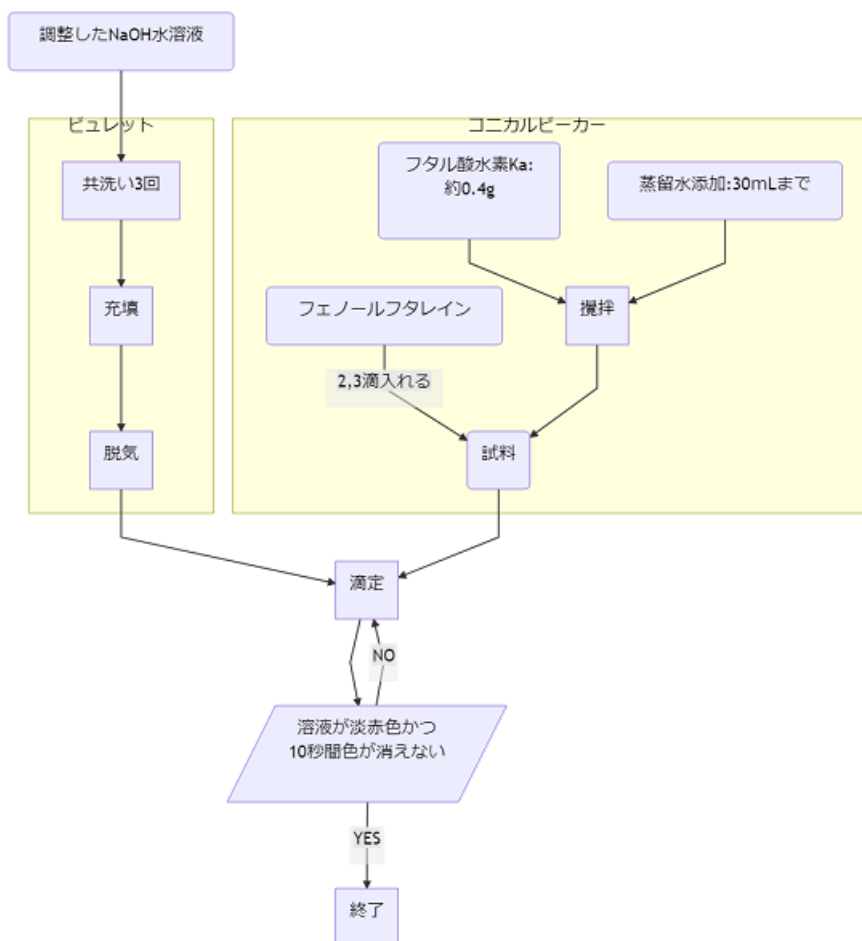 調整したNaOH水溶液
ビュレット
コニカルビーカー
共洗い3回
フタル酸水素Ka:
約0.4g
蒸留水添加:30mLまで
充填
フェノールフタレイン
攪拌
2,3滴入れる
脱気
試料
滴定
NO
溶液が淡赤色かつ
10秒間色が消えない
YES
終了